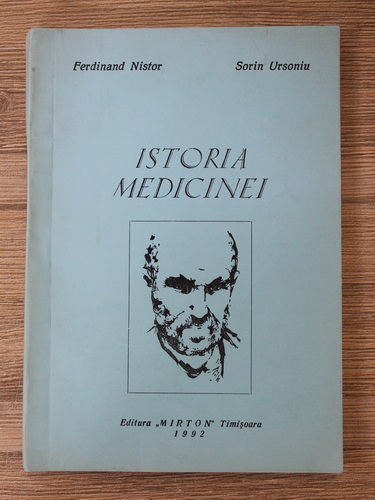 Ferdinand Nistor Sorin Ursoniu
ISTORIA
MEDICINEI
Editura „MIRTON" Timişoara
1992